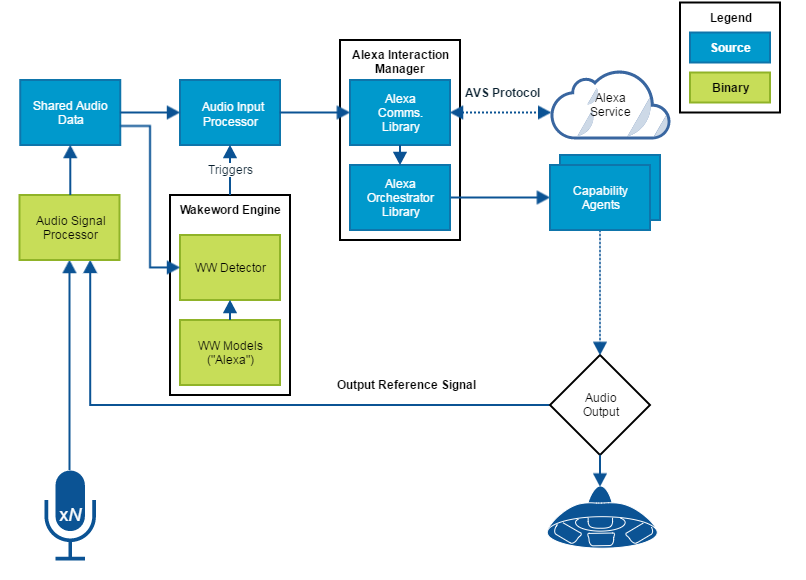 Legend
Source
Binary
Alexa Interaction
Manager
Shared Audio
Data
Audio Input
Processor
Alexa
Comms.
Library
AVS Protocol
Alexa
Service
Triggers
Audio Signal
Processor
Wakeword Engine
Alexa
Orchestrator
Library
Capability
Agents
WW Detector
WW Models
("Alexa")
Output Reference Signal
Audio
Output
xN